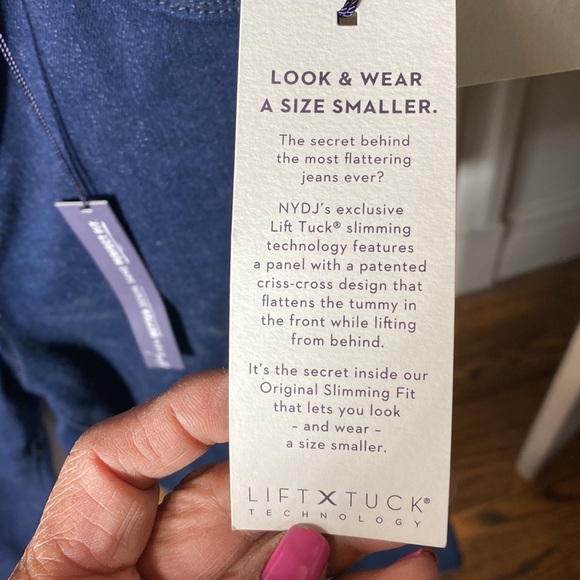 LOOK & WEAR
A SIZE SMALLER.
The secret behind
the most flattering
jeans ever?
NYDJ's exclusive
Lift Tuck® slimming
technology features
a panel with a patented
criss-cross design that
flattens the tummy in
the front while lifting
from behind.
It's the secret inside our
Original Slimming Fit
that lets you look
– and wear –
a size smaller.
LIFT X TUCK®
TECHNOLOGY